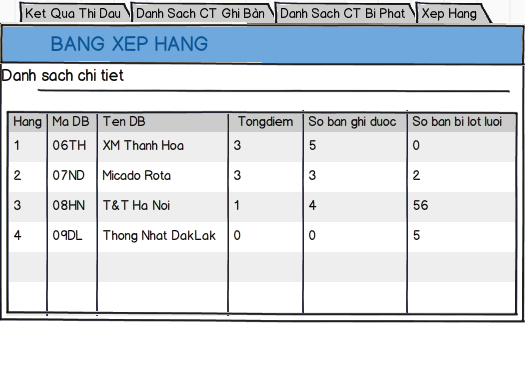 Ket Qua Thi Dau Danh Sach CT Ghi Bàn Danh Sach CT Bi Phat Xep Hang
BANG XEP HANG
Danh sach chi tiet
Hang Ma DB Ten DB Tongdiem So ban ghi duoc So ban bi lot luoi
1 06TH XM Thanh Hoa 3 5 0
2 07ND Micado Rota 3 3 2
3 08HN T&T Ha Noi 1 4 56
4 09DL Thong Nhat DakLak 0 0 5